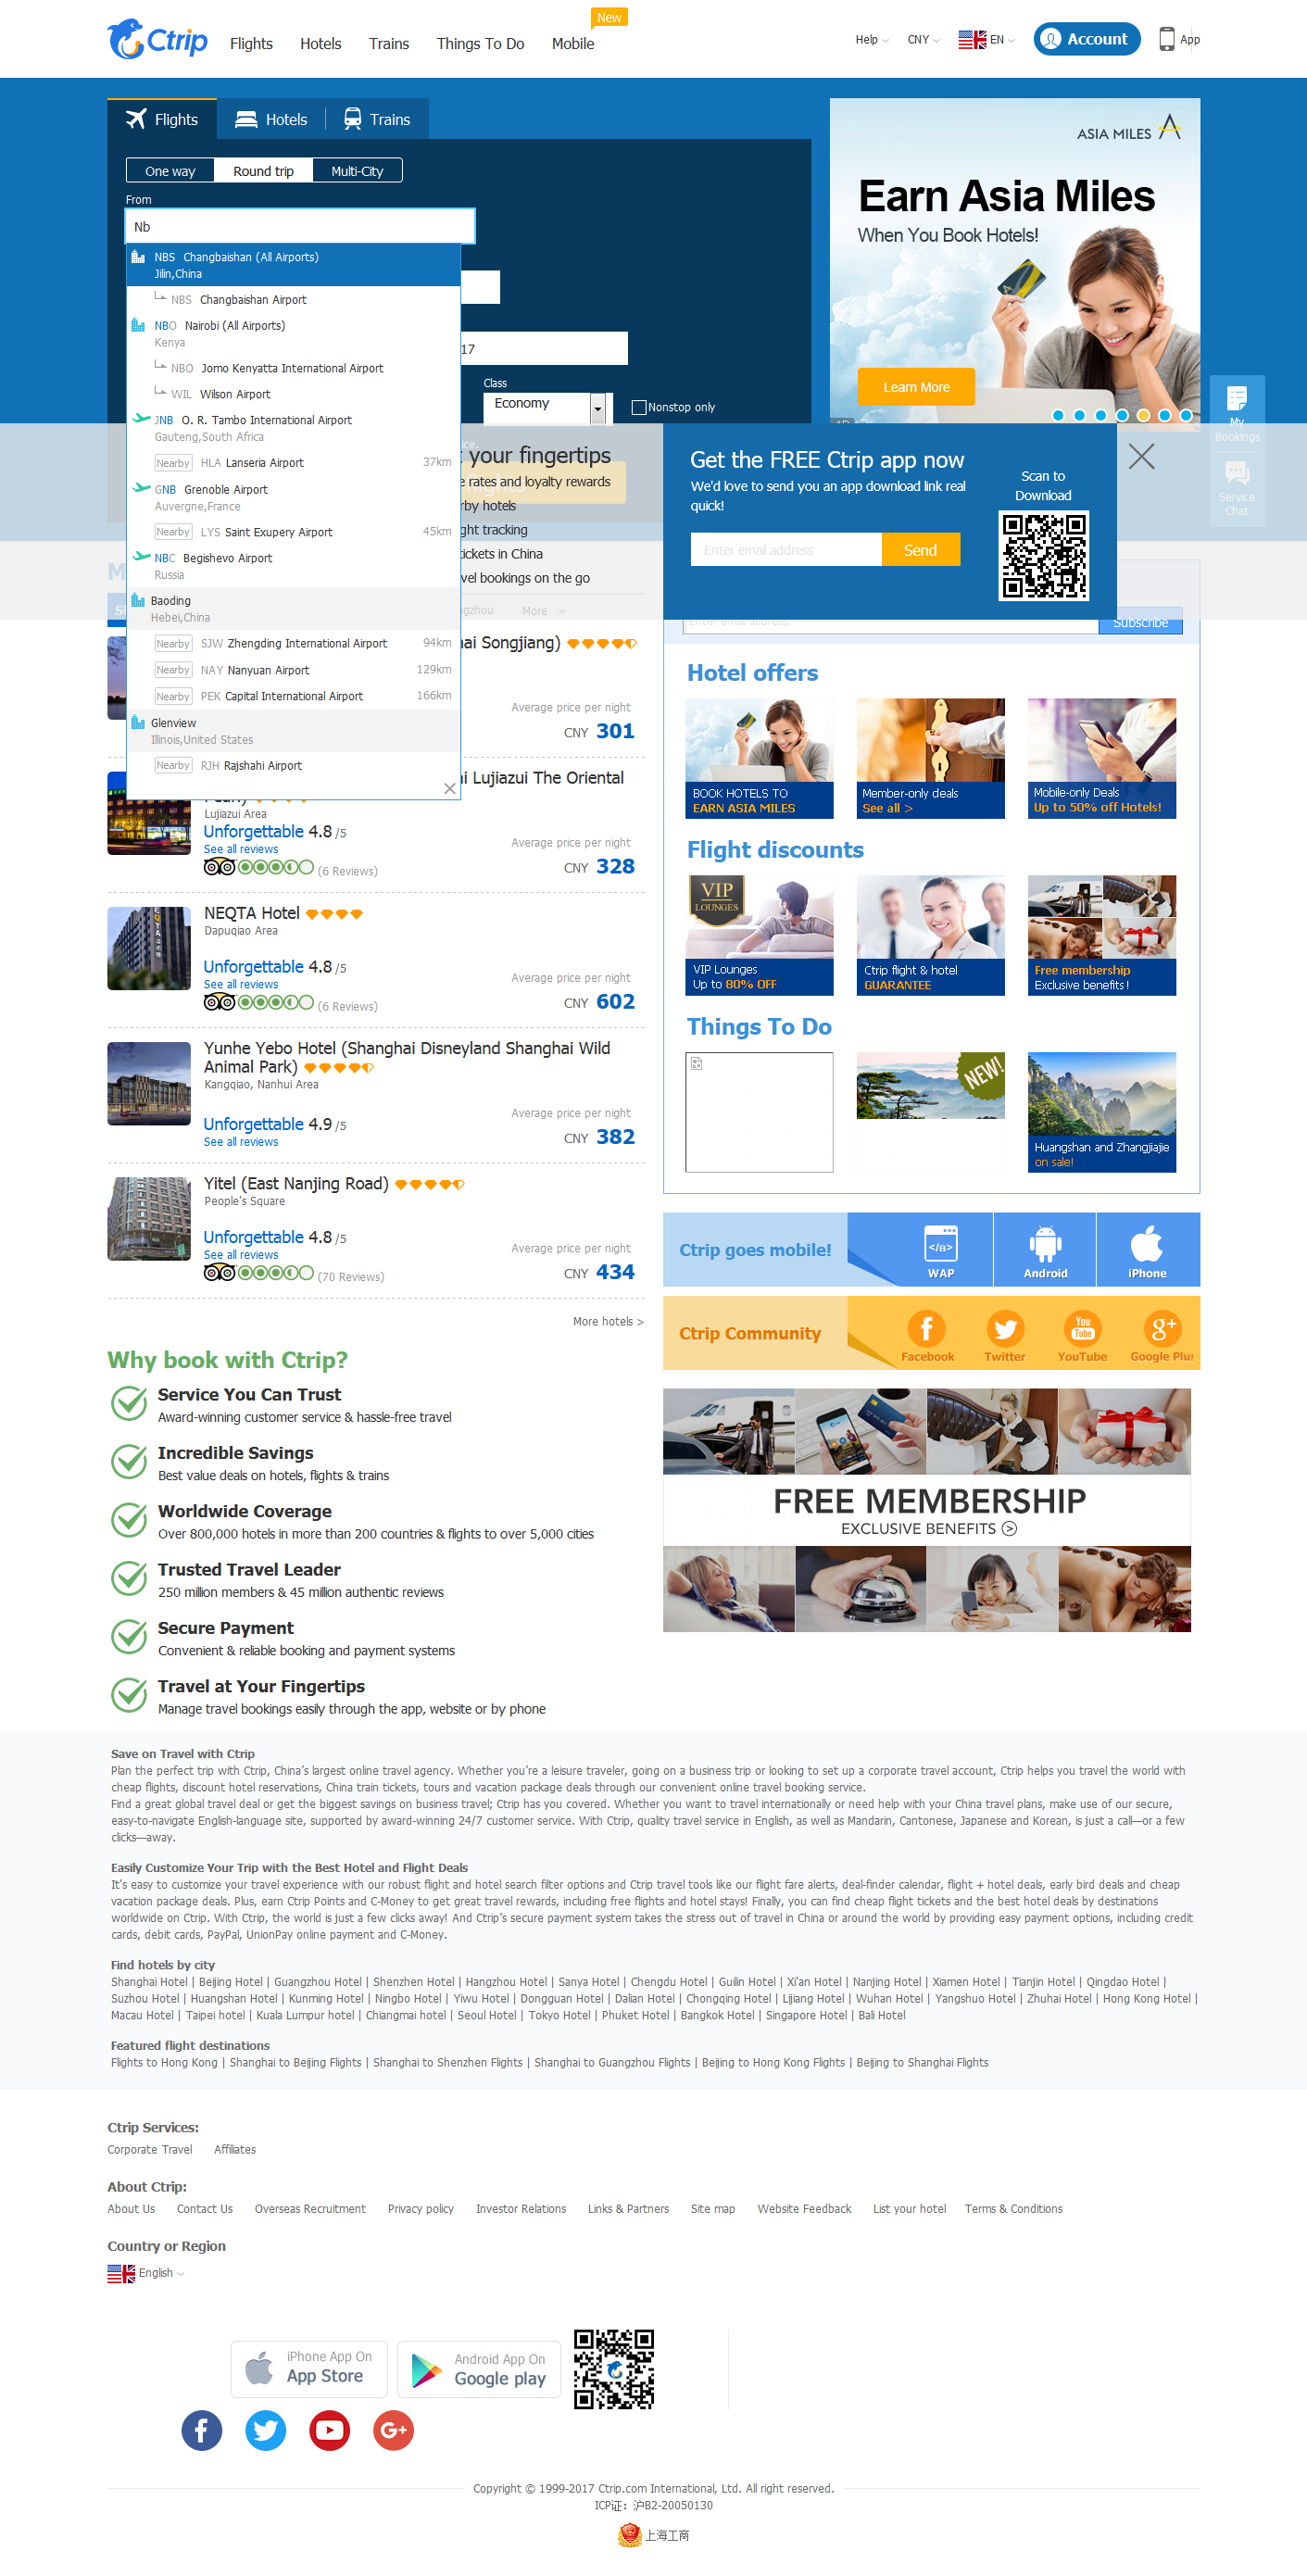 Ctrip
Flights
Hotels
Trains
Things To Do
Mobile
New
Help
CNY
EN
Account
App
Flights
Hotels
Trains
One way
Round trip
Multi-City
From
Nb
NBS Changbaishan (All Airports)
Jilin,China
NBS Changbaishan Airport
NBO Nairobi (All Airports)
Kenya
NBO Jomo Kenyatta International Airport
WIL Wilson Airport
JNB O. R. Tambo International Airport
Gauteng,South Africa
Nearby HLA Lanseria Airport 37km
GNB Grenoble Airport
Auvergne,France
Nearby LYS Saint Exupery Airport 45km
NBC Begishevo Airport
Russia
Baoding
Hebei,China
Nearby SJW Zhengding International Airport 94km
Nearby NAY Nanyuan Airport 129km
Nearby PEK Capital International Airport 166km
Glenview
Illinois,United States
Nearby RJH Rajshahi Airport
17
Class
Economy
Nonstop only
ASIA MILES
Earn Asia Miles
When You Book Hotels!
Learn More
AD
My
Bookings
Service
Chat
your fingertips
rates and loyalty rewards
hotels
tracking
tickets in China
bookings on the go
Get the FREE Ctrip app now
We'd love to send you an app download link real
quick!
Enter email address
Send
Scan to
Download
More
Enter email address.
Subscribe
Songjiang)
Average price per night
CNY 301
Lujiazui The Oriental
Lujiazui Area
Unforgettable 4.8 /5
See all reviews
(6 Reviews)
Average price per night
CNY 328
NEQTA Hotel
Dapuqiao Area
Unforgettable 4.8 /5
See all reviews
(6 Reviews)
Average price per night
CNY 602
Yunhe Yebo Hotel (Shanghai Disneyland Shanghai Wild
Animal Park)
Kangqiao, Nanhui Area
Unforgettable 4.9 /5
See all reviews
Average price per night
CNY 382
Yitel (East Nanjing Road)
People's Square
Unforgettable 4.8 /5
See all reviews
(70 Reviews)
Average price per night
CNY 434
More hotels >
Hotel offers
BOOK HOTELS TO
EARN ASIA MILES
Member-only deals
See all >
Mobile-only Deals
Up to 50% off Hotels!
Flight discounts
VIP
LOUNGES
VIP Lounges
Up to 80% OFF
Ctrip flight & hotel
GUARANTEE
Free membership
Exclusive benefits!
Things To Do
NEW!
Huangshan and Zhangjiajie
on sale!
Ctrip goes mobile!
</a>
WAP
Android
iPhone
Ctrip Community
Facebook
Twitter
You
Tube
YouTube
g+
Google Plus
FREE MEMBERSHIP
EXCLUSIVE BENEFITS
Why book with Ctrip?
Service You Can Trust
Award-winning customer service & hassle-free travel
Incredible Savings
Best value deals on hotels, flights & trains
Worldwide Coverage
Over 800,000 hotels in more than 200 countries & flights to over 5,000 cities
Trusted Travel Leader
250 million members & 45 million authentic reviews
Secure Payment
Convenient & reliable booking and payment systems
Travel at Your Fingertips
Manage travel bookings easily through the app, website or by phone
Save on Travel with Ctrip
Plan the perfect trip with Ctrip, China’s largest online travel agency. Whether you’re a leisure traveler, going on a business trip or looking to set up a corporate travel account, Ctrip helps you travel the world with
cheap flights, discount hotel reservations, China train tickets, tours and vacation package deals through our convenient online travel booking service.
Find a great global travel deal or get the biggest savings on business travel; Ctrip has you covered. Whether you want to travel internationally or need help with your China travel plans, make use of our secure,
easy-to-navigate English-language site, supported by award-winning 24/7 customer service. With Ctrip, quality travel service in English, as well as Mandarin, Cantonese, Japanese and Korean, is just a call—or a few
clicks—away.
Easily Customize Your Trip with the Best Hotel and Flight Deals
It's easy to customize your travel experience with our robust flight and hotel search filter options and Ctrip travel tools like our flight fare alerts, deal-finder calendar, flight + hotel deals, early bird deals and cheap
vacation package deals. Plus, earn Ctrip Points and C-Money to get great travel rewards, including free flights and hotel stays! Finally, you can find cheap flight tickets and the best hotel deals by destinations
worldwide on Ctrip. With Ctrip, the world is just a few clicks away! And Ctrip’s secure payment system takes the stress out of travel in China or around the world by providing easy payment options, including credit
cards, debit cards, PayPal, UnionPay online payment and C-Money.
Find hotels by city
Shanghai Hotel | Beijing Hotel | Guangzhou Hotel | Shenzhen Hotel | Hangzhou Hotel | Sanya Hotel | Chengdu Hotel | Guilin Hotel | Xi'an Hotel | Nanjing Hotel | Xiamen Hotel | Tianjin Hotel | Qingdao Hotel |
Suzhou Hotel | Huangshan Hotel | Kunming Hotel | Ningbo Hotel | Yiwu Hotel | Dongguan Hotel | Dalian Hotel | Chongqing Hotel | Lijiang Hotel | Wuhan Hotel | Yangshuo Hotel | Zhuhai Hotel | Hong Kong Hotel |
Macau Hotel | Taipei hotel | Kuala Lumpur hotel | Chiangmai hotel | Seoul Hotel | Tokyo Hotel | Phuket Hotel | Bangkok Hotel | Singapore Hotel | Bali Hotel
Featured flight destinations
Flights to Hong Kong | Shanghai to Beijing Flights | Shanghai to Shenzhen Flights | Shanghai to Guangzhou Flights | Beijing to Hong Kong Flights | Beijing to Shanghai Flights
Ctrip Services:
Corporate Travel
Affiliates
About Ctrip:
About Us
Contact Us
Overseas Recruitment
Privacy policy
Investor Relations
Links & Partners
Site map
Website Feedback
List your hotel
Terms & Conditions
Country or Region
English
iPhone App On
App Store
Android App On
Google play
G+
Copyright © 1999-2017 Ctrip.com International, Ltd. All right reserved.
ICP证：沪B2-20050130
上海工商